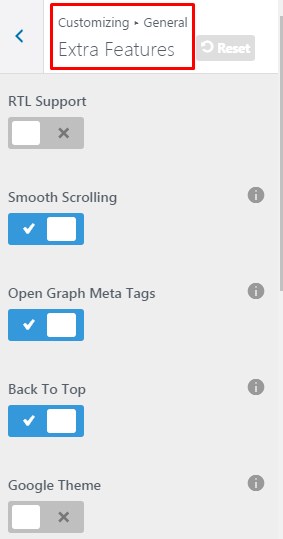 Customizing ▸ General
Extra Features
Reset
RTL Support
Smooth Scrolling
Open Graph Meta Tags
Back To Top
Google Theme